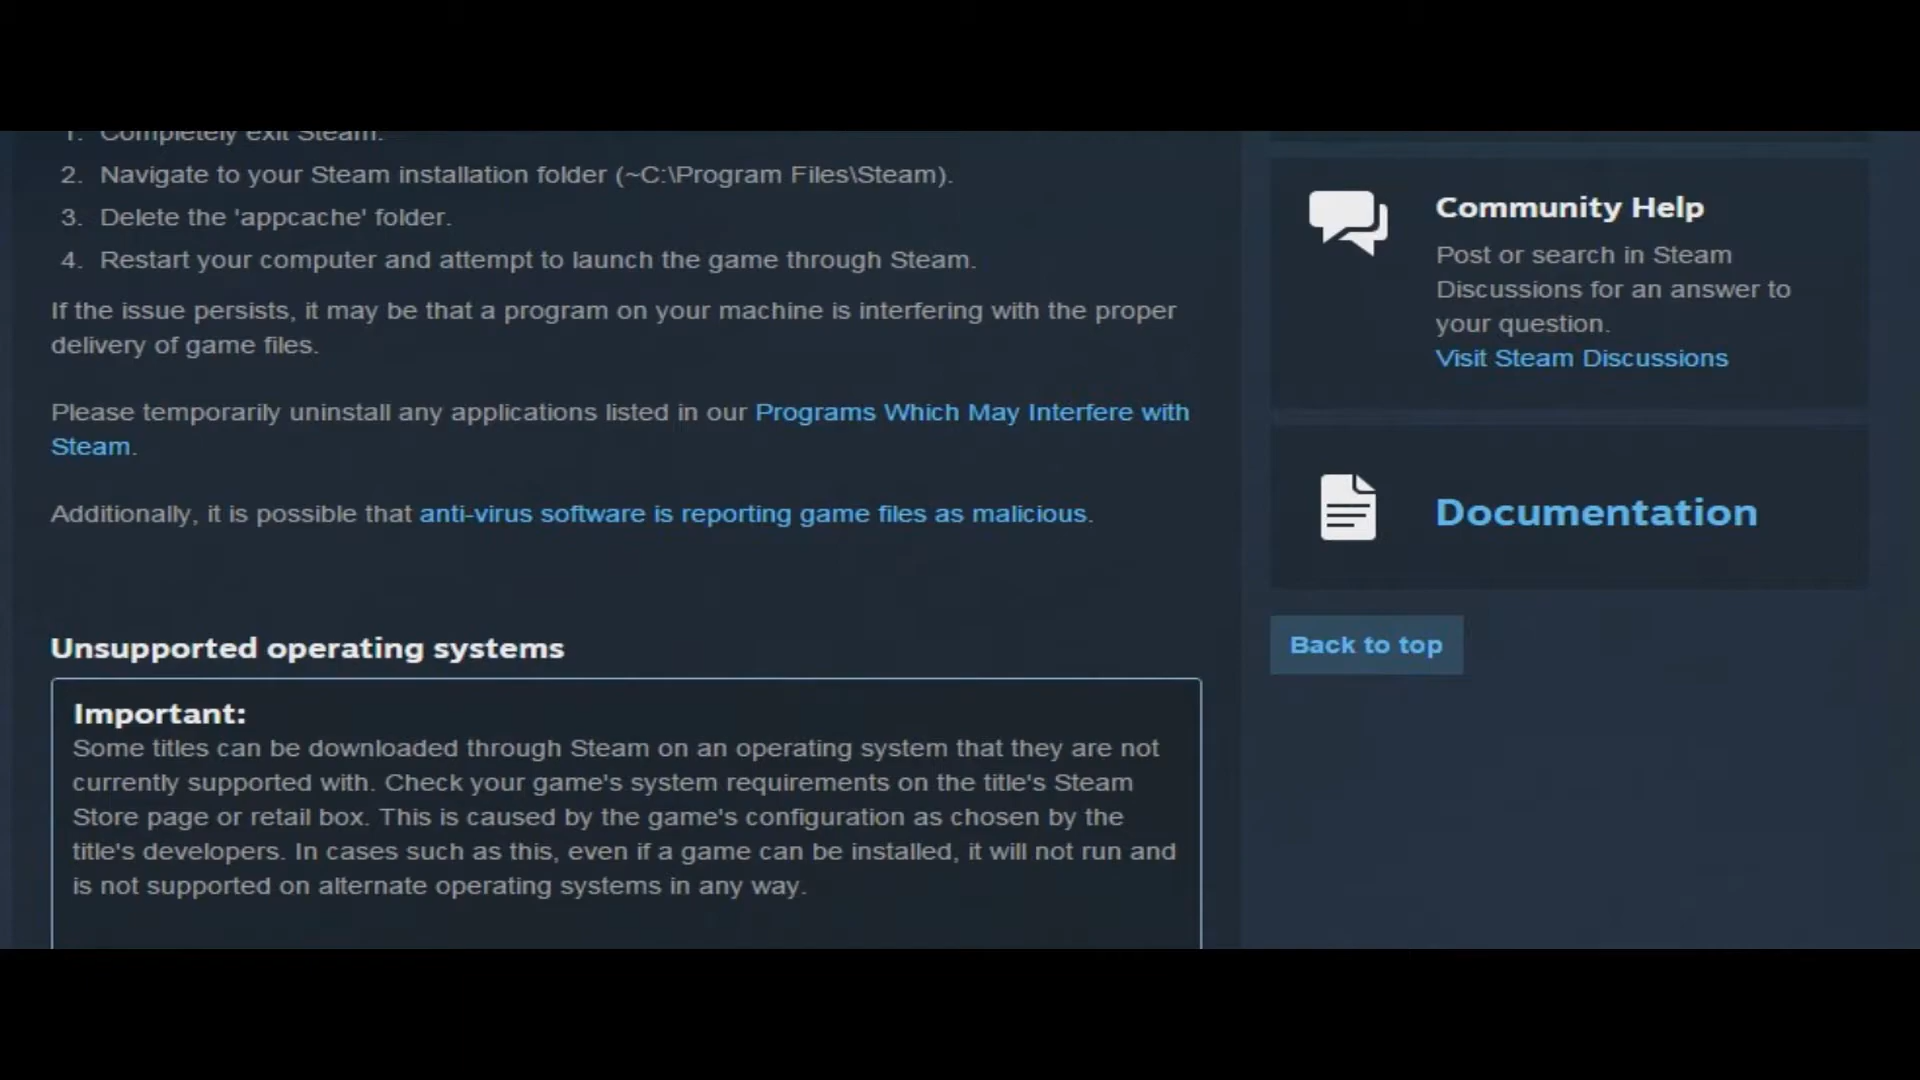 1. Completely exit Steam.
2. Navigate to your Steam installation folder (~C:\Program Files\Steam).
3. Delete the 'appcache' folder.
4. Restart your computer and attempt to launch the game through Steam.
If the issue persists, it may be that a program on your machine is interfering with the proper
delivery of game files.
Please temporarily uninstall any applications listed in our Programs Which May Interfere with
Steam.
Additionally, it is possible that anti-virus software is reporting game files as malicious.
Unsupported operating systems
Important:
Some titles can be downloaded through Steam on an operating system that they are not
currently supported with. Check your game's system requirements on the title's Steam
Store page or retail box. This is caused by the game's configuration as chosen by the
title's developers. In cases such as this, even if a game can be installed, it will not run and
is not supported on alternate operating systems in any way.
Community Help
Post or search in Steam
Discussions for an answer to
your question.
Visit Steam Discussions
Documentation
Back to top